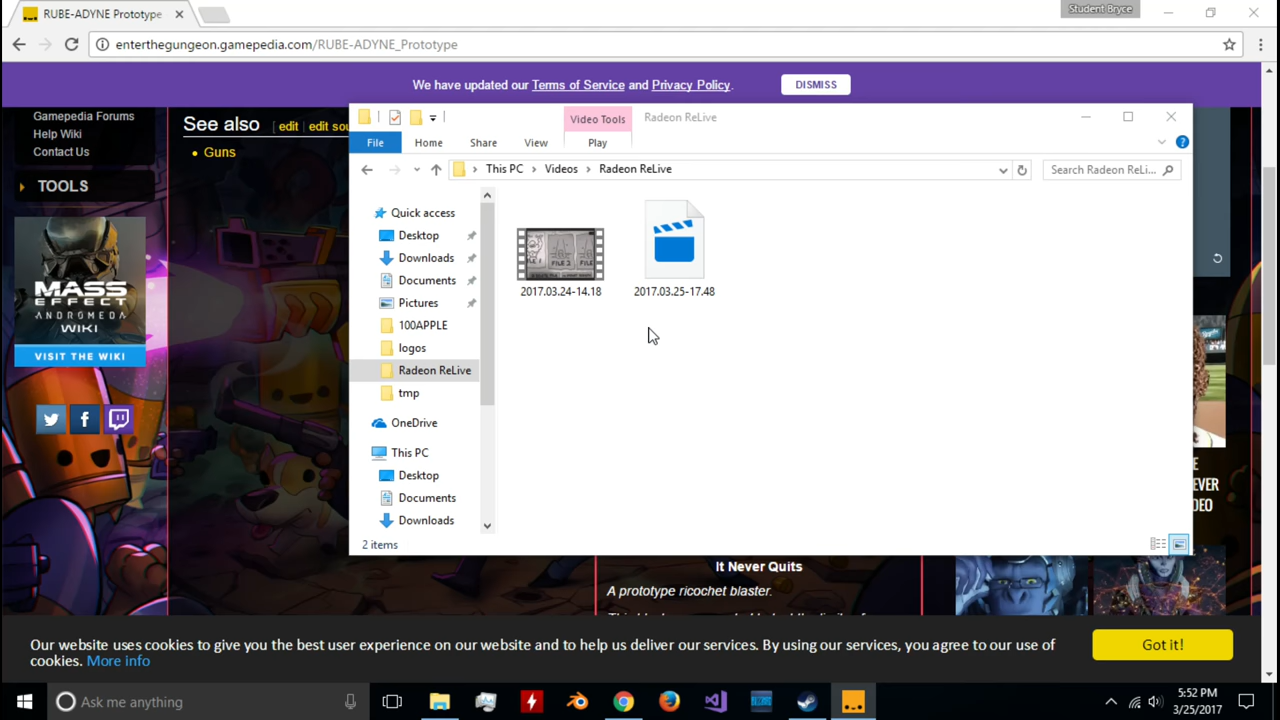 RUBE-ADYNE Prototype
Student Bryce
enterthegungeon.gamepedia.com/RUBE-ADYNE_Prototype
We have updated our Terms of Service and Privacy Policy.
DISMISS
Gamepedia Forums
Help Wiki
Contact Us
TOOLS
See also [ edit | edit sou
Guns
MASS EFFECT
ANDROMEDA
WIKI
VISIT THE WIKI
Video Tools
Radeon ReLive
File
Home
Share
View
Play
This PC
Videos
Radeon ReLive
Search Radeon ReLi...
Quick access
Desktop
Downloads
Documents
Pictures
100APPLE
logos
Radeon ReLive
tmp
OneDrive
This PC
Desktop
Documents
Downloads
FILE 2
FILE
2017.03.24-14.18
2017.03.25-17.48
2 items
EVER
It Never Quits
A prototype ricochet blaster.
Our website uses cookies to give you the best user experience on our website and to help us deliver our services. By using our services, you agree to our use of
cookies. More info
Got it!
Ask me anything
5:52 PM
3/25/2017